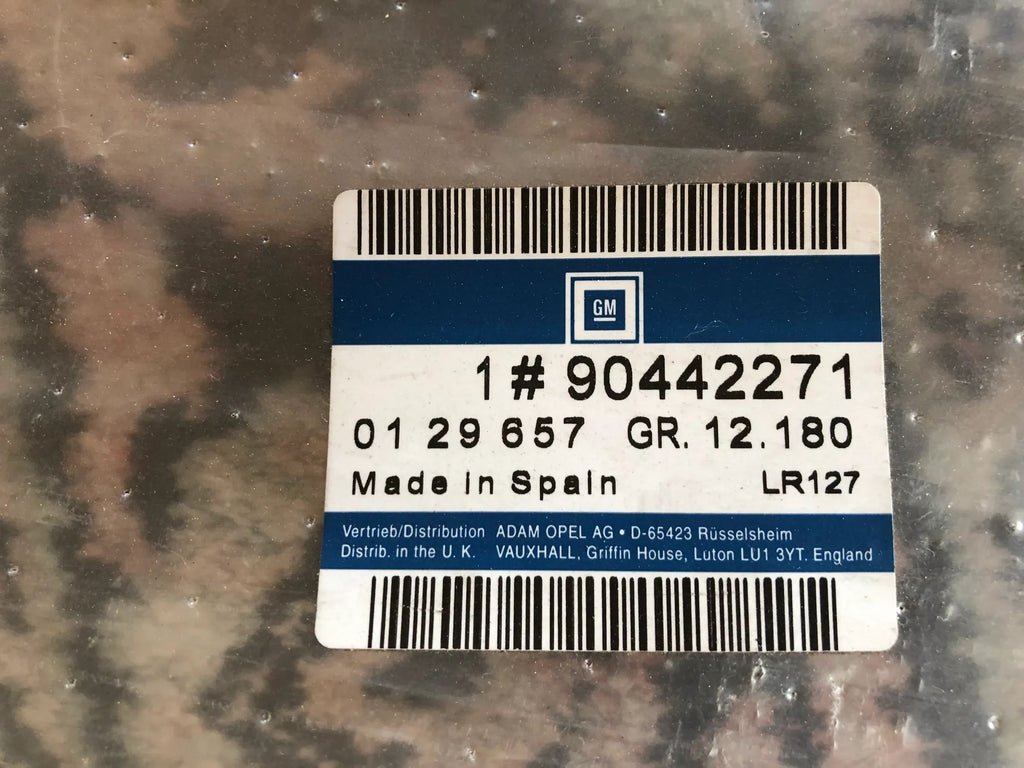 GM
1 # 90442271
01 29 657 GR. 12.180
Made in Spain LR127
Vertrieb/Distribution ADAM OPEL AG • D-65423 Rüsselsheim
Distrib. in the U. K. VAUXHALL, Griffin House, Luton LU1 3YT. England